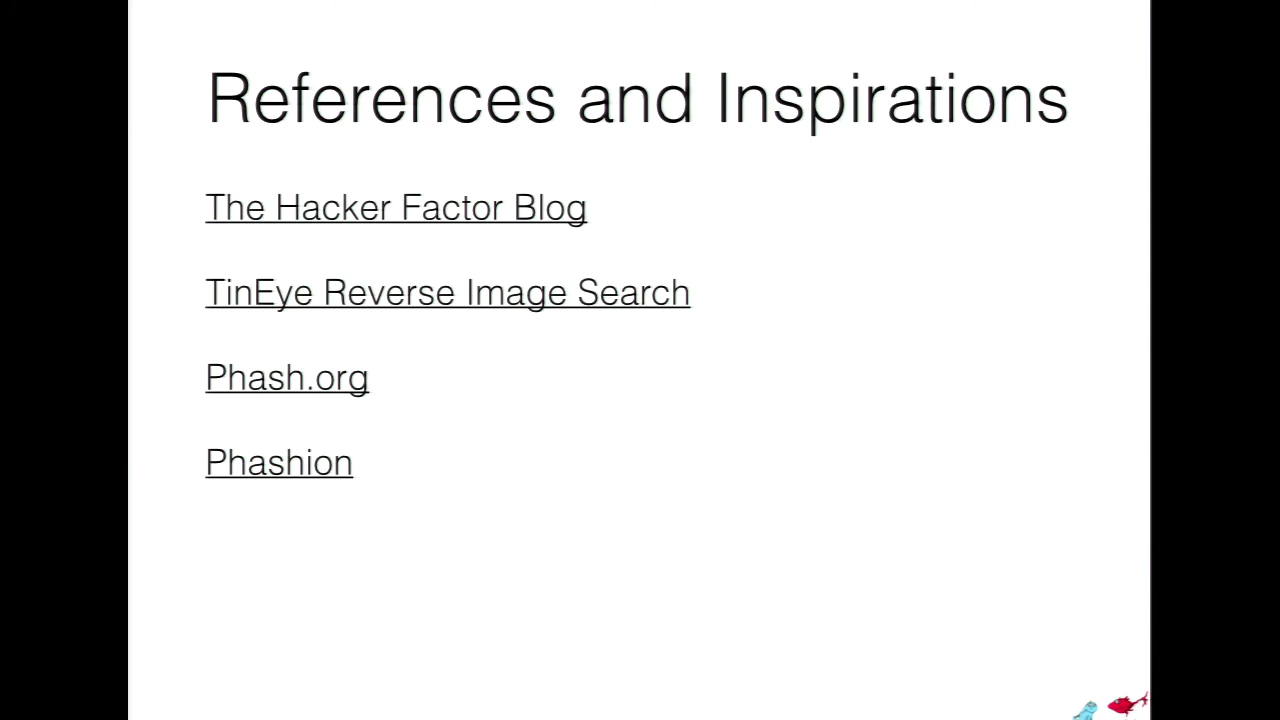 References and Inspirations
The Hacker Factor Blog
TinEye Reverse Image Search
Phash.org
Phashion